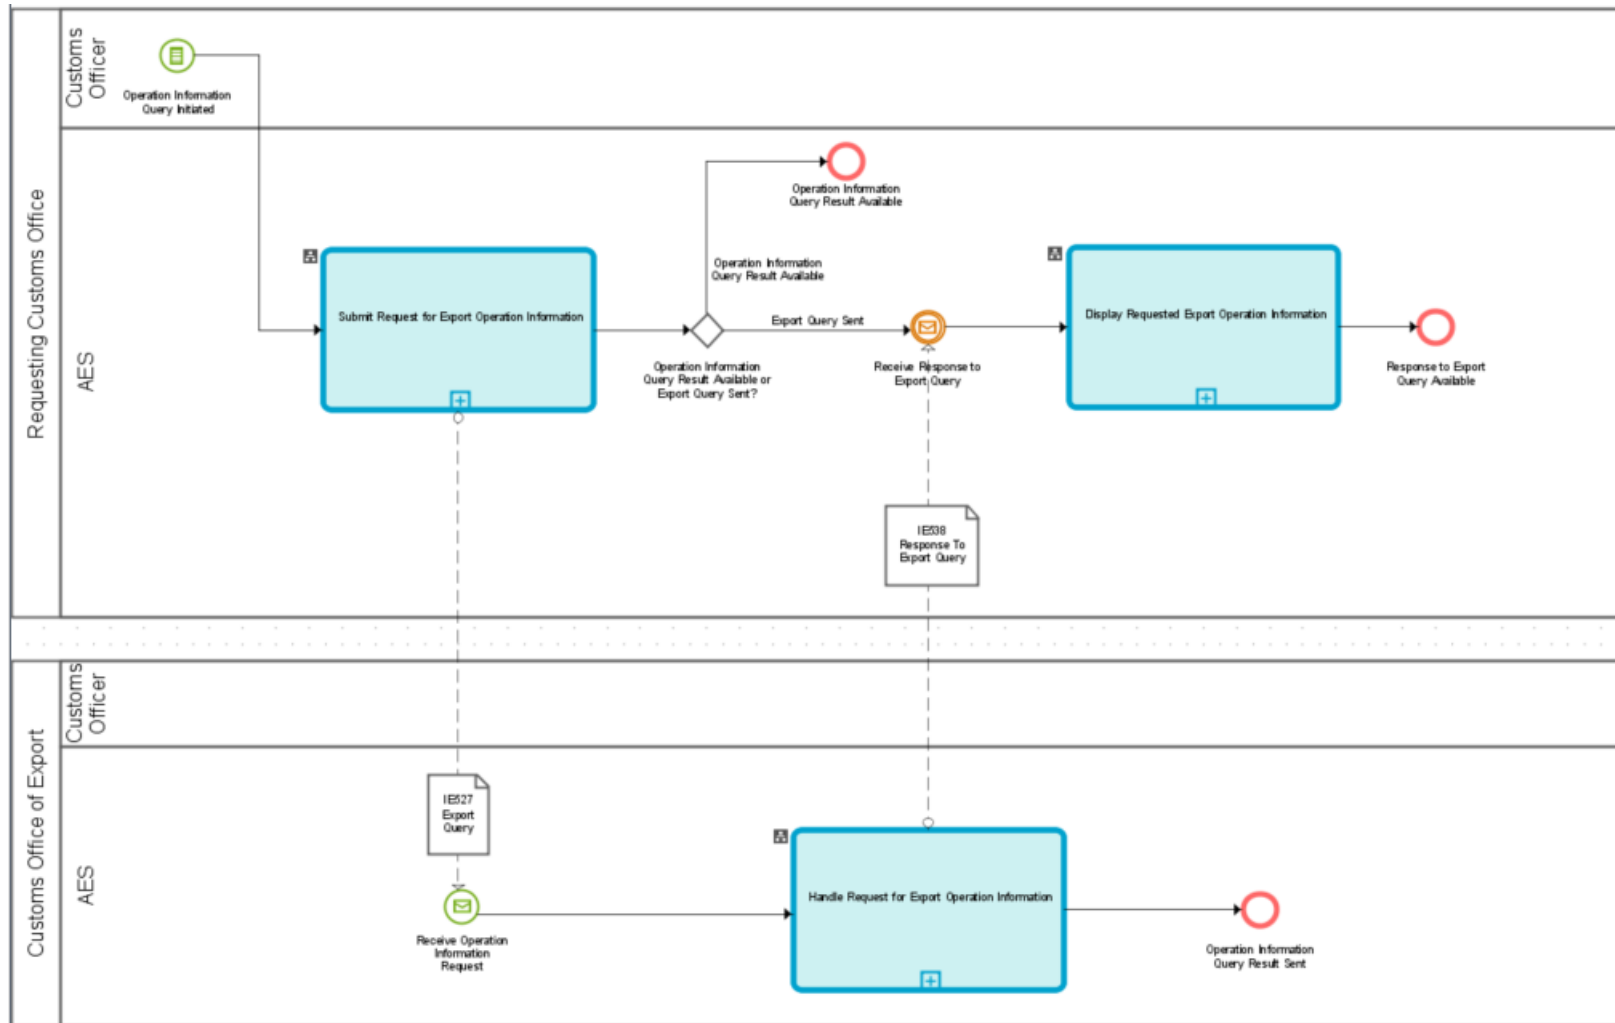 Requesting Customs Office
Customs
Officer
Operation Information
Query Initiated
AES
Operation Information
Query Result Available
Operation Information
Query Result Available
Submit Request for Export Operation Information
Export Query Sent
Operation Information
Query Result Available or
Export Query Sent?
Receive Response to
Export Query
Display Requested Export Operation Information
Response to Export
Query Available
IE538
Response To
Export Query
Customs Office of Export
Customs
Officer
AES
IE527
Export
Query
Receive Operation
Information
Request
Handle Request for Export Operation Information
Operation Information
Query Result Sent